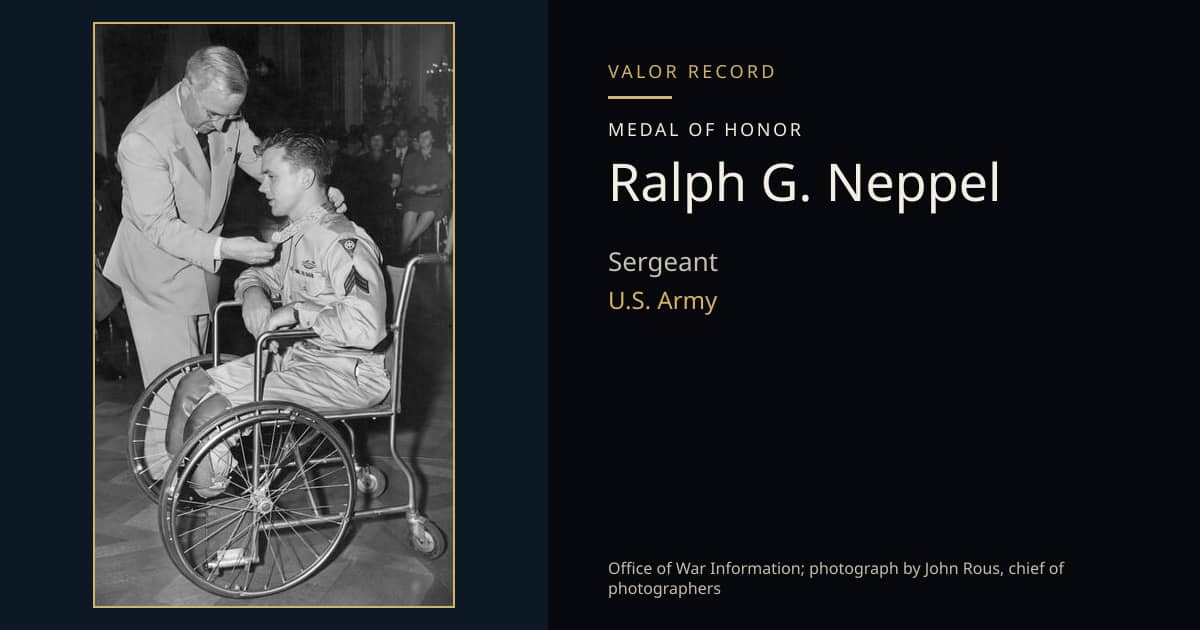 VALOR RECORD
MEDAL OF HONOR
Ralph G. Neppel
Sergeant
U.S. Army
Office of War Information; photograph by John Rous, chief of
photographers